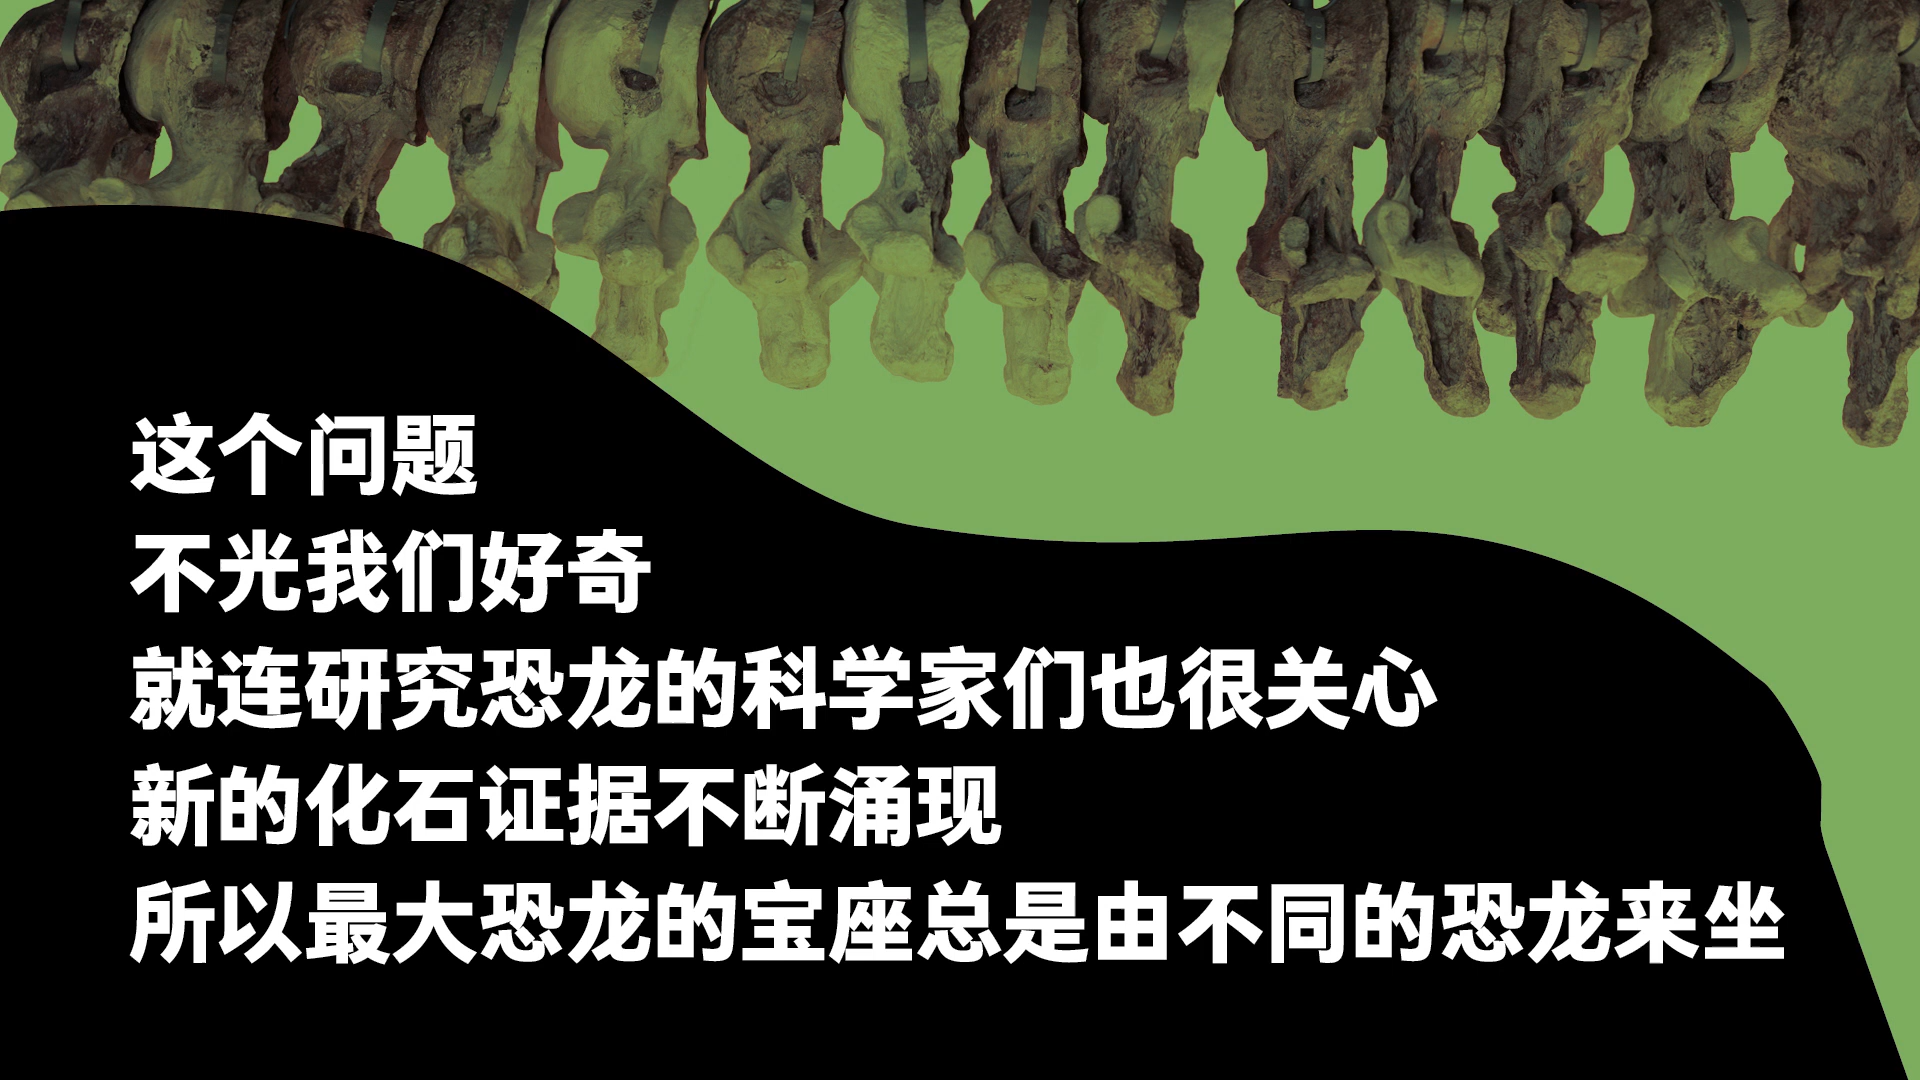 这个问题
不光我们好奇
就连研究恐龙的科学家们也很关心
新的化石证据不断涌现
所以最大恐龙的宝座总是由不同的恐龙来坐